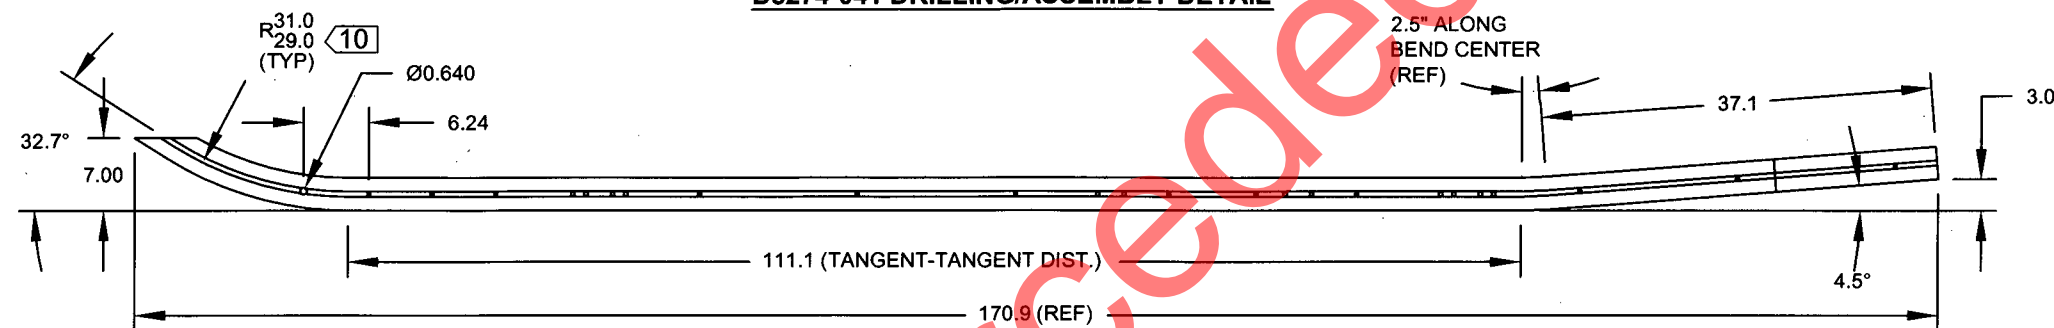 R31.0
29.0
(TYP)
10
Ø0.640
2.5" ALONG
BEND CENTER
(REF)
6.24
37.1
3.0
32.7°
7.00
111.1 (TANGENT-TANGENT DIST.)
4.5°
170.9 (REF)